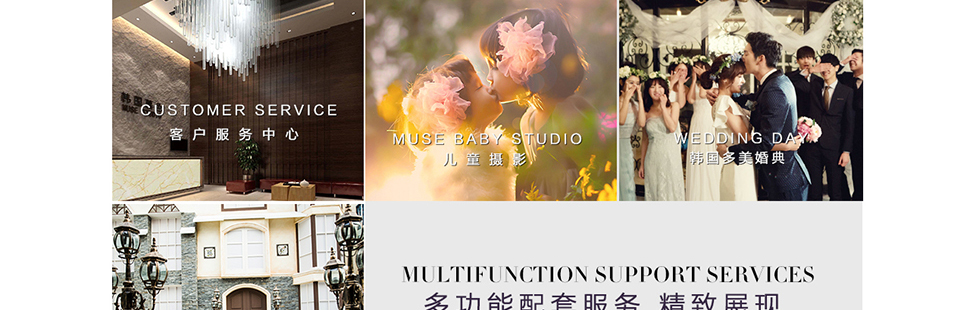 CUSTOMER SERVICE
客户服务中心
MUSE BABY STUDIO
儿童摄影
WEDDING DAY
韩国多美婚典
MULTIFUNCTION SUPPORT SERVICES
多功能配套服务 精致展现